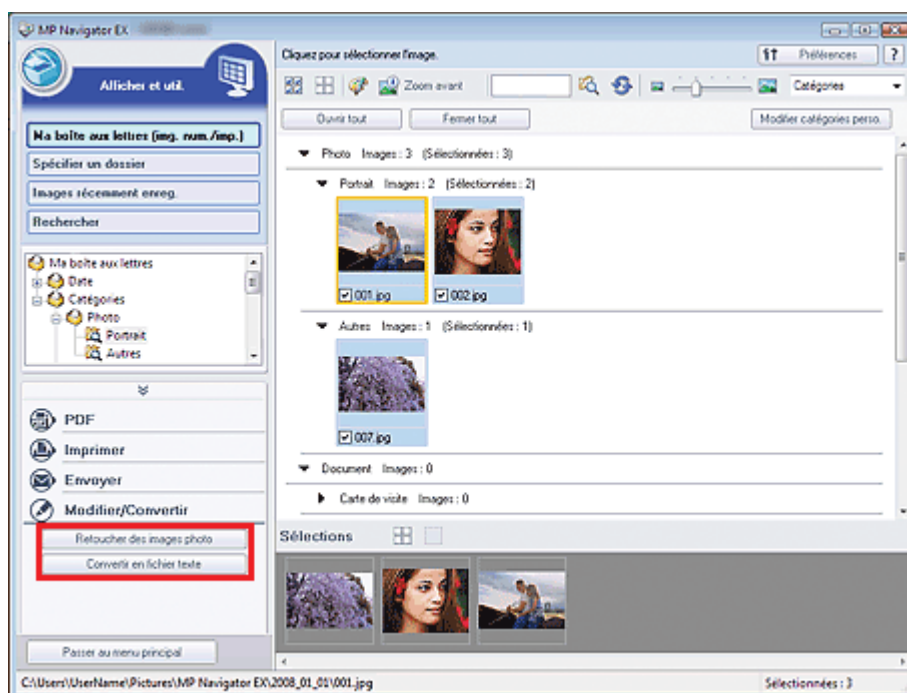 MP Navigator EX
Cliquez pour sélectionner l'image.
Préférences
?
Afficher et util.
Zoom avant
Catégories
Ouvrir tout
Fermer tout
Modifier catégories perso.
Ma boîte aux lettres (img. num./imp.)
Spécifier un dossier
Images récemment enreg.
Rechercher
Ma boîte aux lettres
Date
Catégories
Photo
Portrait
Autres
PDF
Imprimer
Envoyer
Modifier/Convertir
Retoucher des images photo
Convertir en fichier texte
Passer au menu principal
Photo Images : 3 (Sélectionnées : 3)
Portrait Images : 2 (Sélectionnées : 2)
001.jpg
002.jpg
Autres Images : 1 (Sélectionnées : 1)
007.jpg
Document Images : 0
Carte de visite Images : 0
Sélections
C:\Users\UserName\Pictures\MP Navigator EX\2008_01_01\001.jpg
Sélectionnées : 3